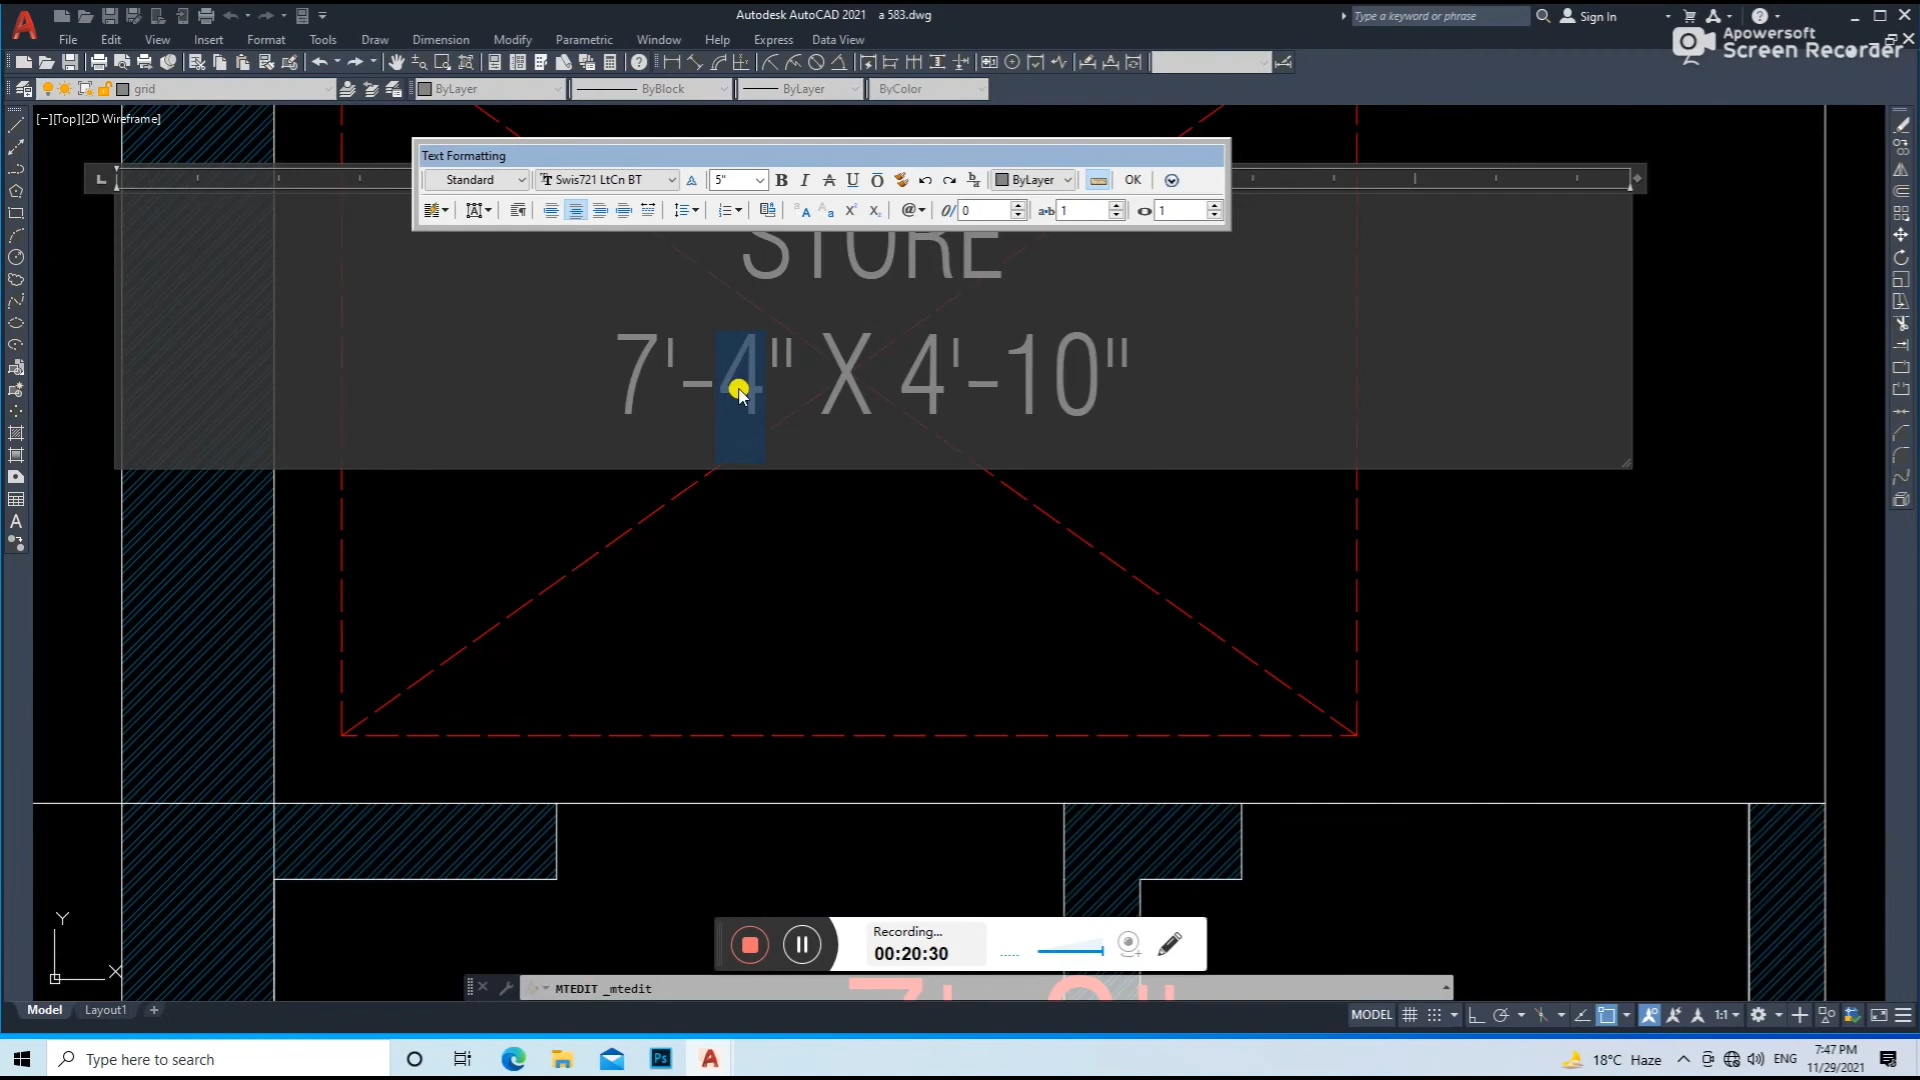 Autodesk AutoCAD 2021 a 583.dwg
Type a keyword or phrase
Sign In
File Edit View Insert Format Tools Draw Dimension Modify Parametric Window Help Express Data View
Apowersoft
Screen Recorder
grid
ByLayer
ByBlock
ByLayer
ByColor
[−][Top][2D Wireframe]
Text Formatting
Standard
Swis721 LtCn BT
5"
ByLayer
OK
0
1
1
STORE
7'-4" X 4'-10"
Y
X
Recording...
00:20:30
MTEDIT _mtedit
Model
Layout1
MODEL
1:1
Type here to search
Ps
18°C Haze
ENG
7:47 PM
11/29/2021